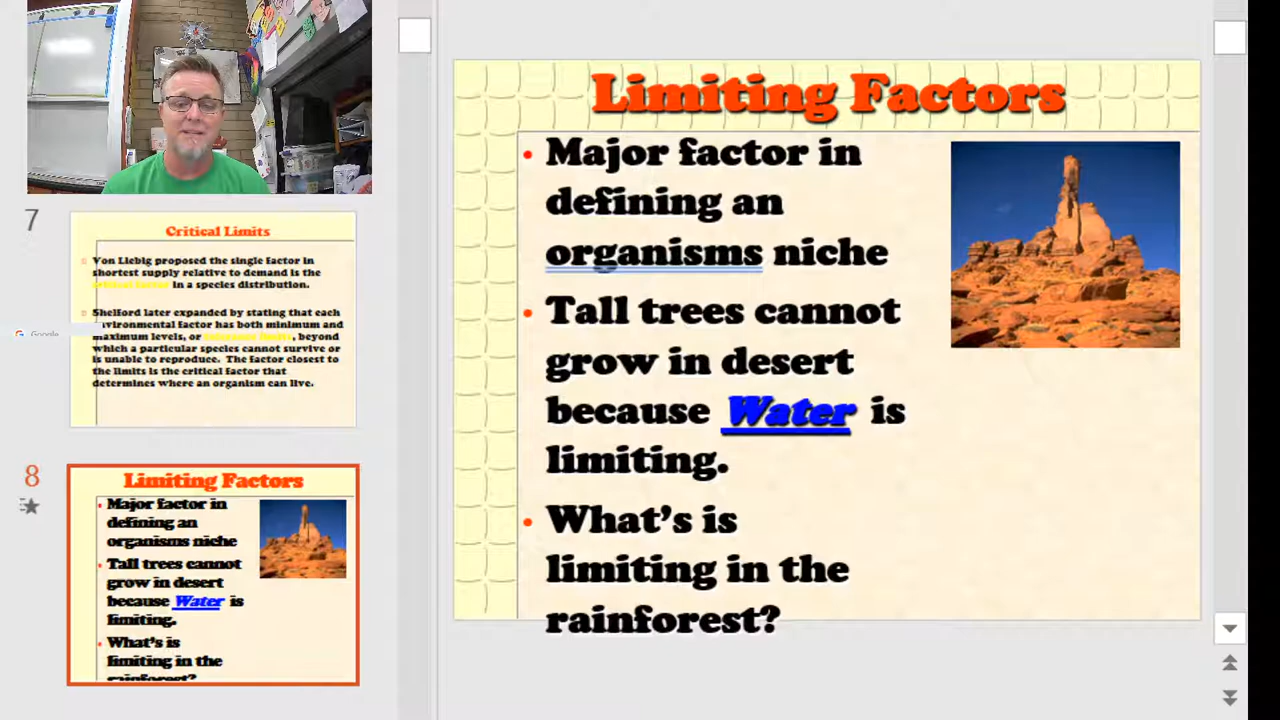 7
Critical Limits
Von Liebig proposed the single factor in
shortest supply relative to demand is the
critical factor in a species distribution.
Shelford later expanded by stating that each
environmental factor has both minimum and
maximum levels, or tolerance limits, beyond
which a particular species cannot survive or
is unable to reproduce. The factor closest to
the limits is the critical factor that
determines where an organism can live.
Google
8
Limiting Factors
Major factor in
defining an
organisms niche
Tall trees cannot
grow in desert
because Water is
limiting.
What's is
limiting in the
rainforest?
Limiting Factors
Major factor in
defining an
organisms niche
Tall trees cannot
grow in desert
because Water is
limiting.
What's is
limiting in the
rainforest?